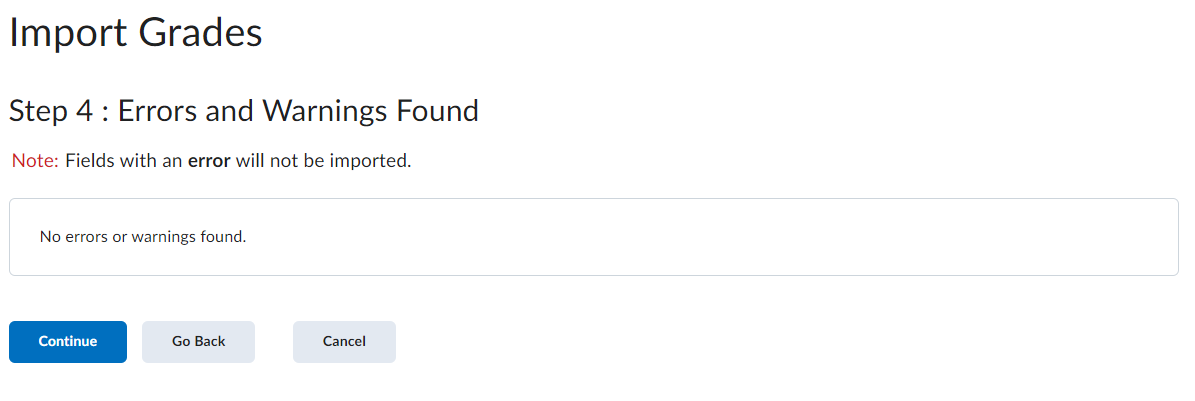 Import Grades
Step 4 : Errors and Warnings Found
Note: Fields with an error will not be imported.
No errors or warnings found.
Continue
Go Back
Cancel